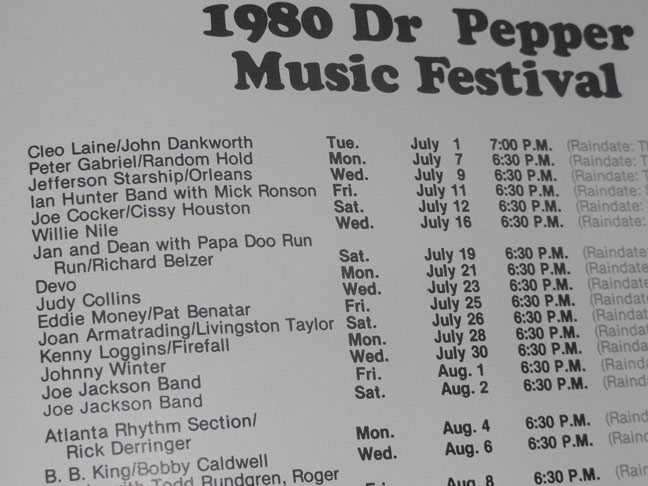 1980 Dr Pepper
Music Festival
Cleo Laine/John Dankworth Tue. July 1 7:00 P.M. (Raindate:
Peter Gabriel/Random Hold Mon. July 7 6:30 P.M. (Raindate:
Jefferson Starship/Orleans Wed. July 9 6:30 P.M. (Raindate:
Ian Hunter Band with Mick Ronson Fri. July 11 6:30 P.M. (Raindate:
Joe Cocker/Cissy Houston Sat. July 12 6:30 P.M. (Raindate:
Willie Nile Wed. July 16 6:30 P.M. (Raindate:
Jan and Dean with Papa Doo Run
Run/Richard Belzer Sat. July 19 6:30 P.M. (Raindate
Devo Mon. July 21 6:30 P.M. (Raindate
Judy Collins Wed. July 23 6:30 P.M. (Raindate
Eddie Money/Pat Benatar Fri. July 25 6:30 P.M. (Raindate
Joan Armatrading/Livingston Taylor Sat. July 26 6:30 P.M.
Kenny Loggins/Firefall Mon. July 28 6:30 P.M.
Johnny Winter Wed. July 30 6:30 P.M.
Joe Jackson Band Fri. Aug. 1 6:30 P.M.
Joe Jackson Band Sat. Aug. 2 6:30 P.M.
Atlanta Rhythm Section/
Rick Derringer Mon. Aug. 4 6:30 P.M.
B. B. King/Bobby Caldwell Wed. Aug. 6 6:30 P.M.
with Todd Rundgren, Roger Aug. 8 6:30 P.M.